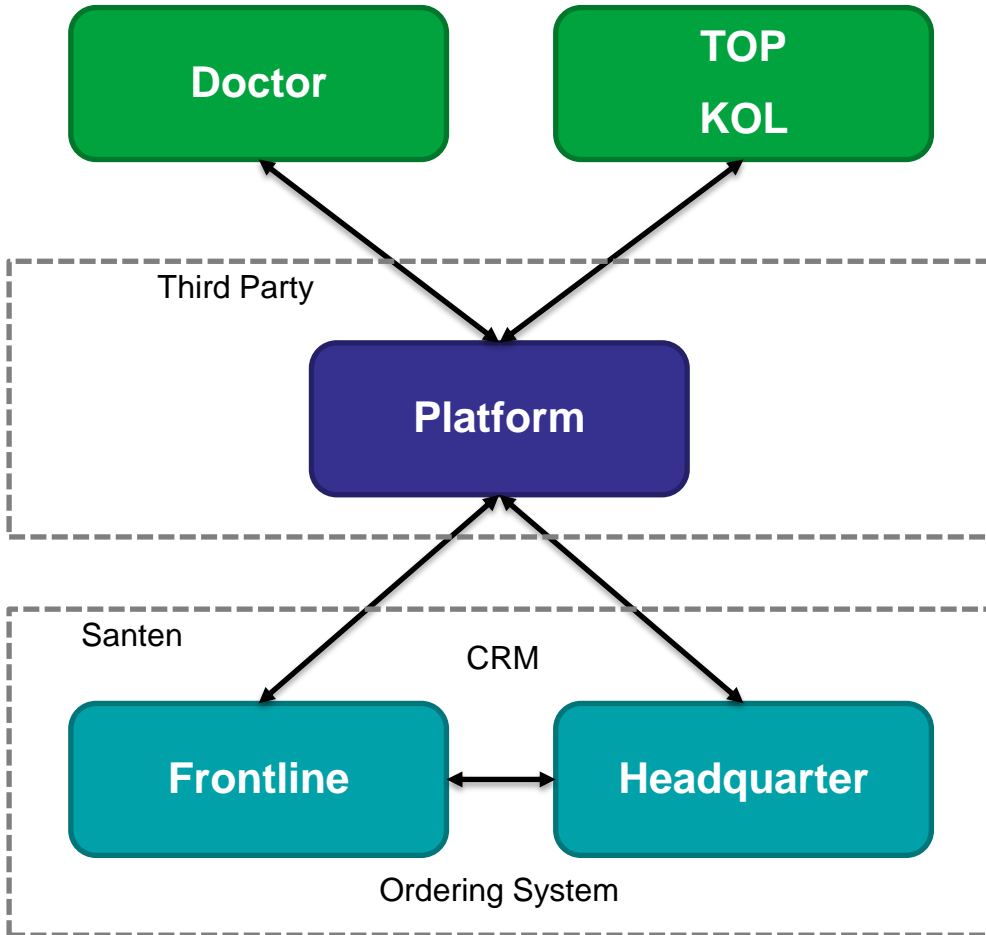 Doctor
TOP
KOL
Third Party
Platform
Santen
CRM
Frontline
Headquarter
Ordering System